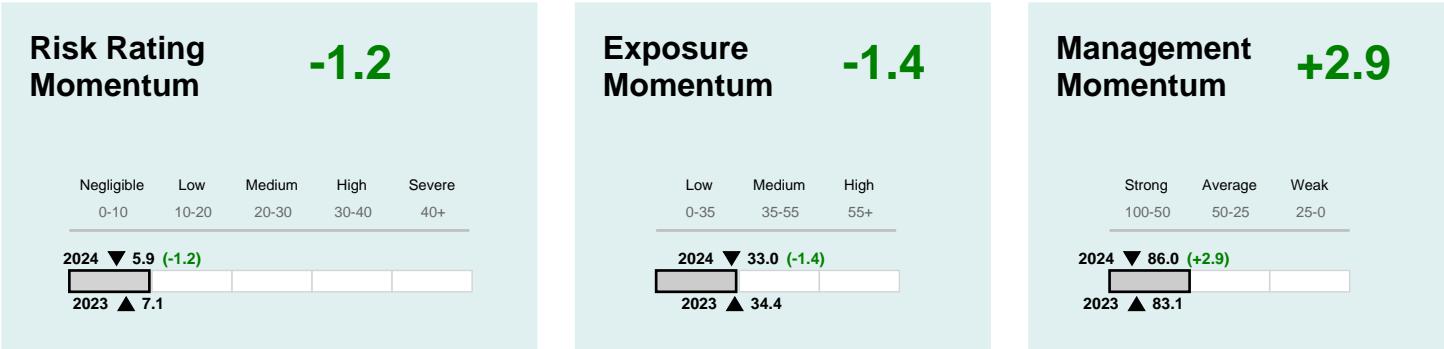 Risk Rating
Momentum
-1.2
Negligible Low Medium High Severe
0-10 10-20 20-30 30-40 40+
2024 ▼ 5.9 (-1.2)
2023 ▲ 7.1
Exposure
Momentum
-1.4
Low Medium High
0-35 35-55 55+
2024 ▼ 33.0 (-1.4)
2023 ▲ 34.4
Management
Momentum
+2.9
Strong Average Weak
100-50 50-25 25-0
2024 ▼ 86.0 (+2.9)
2023 ▲ 83.1